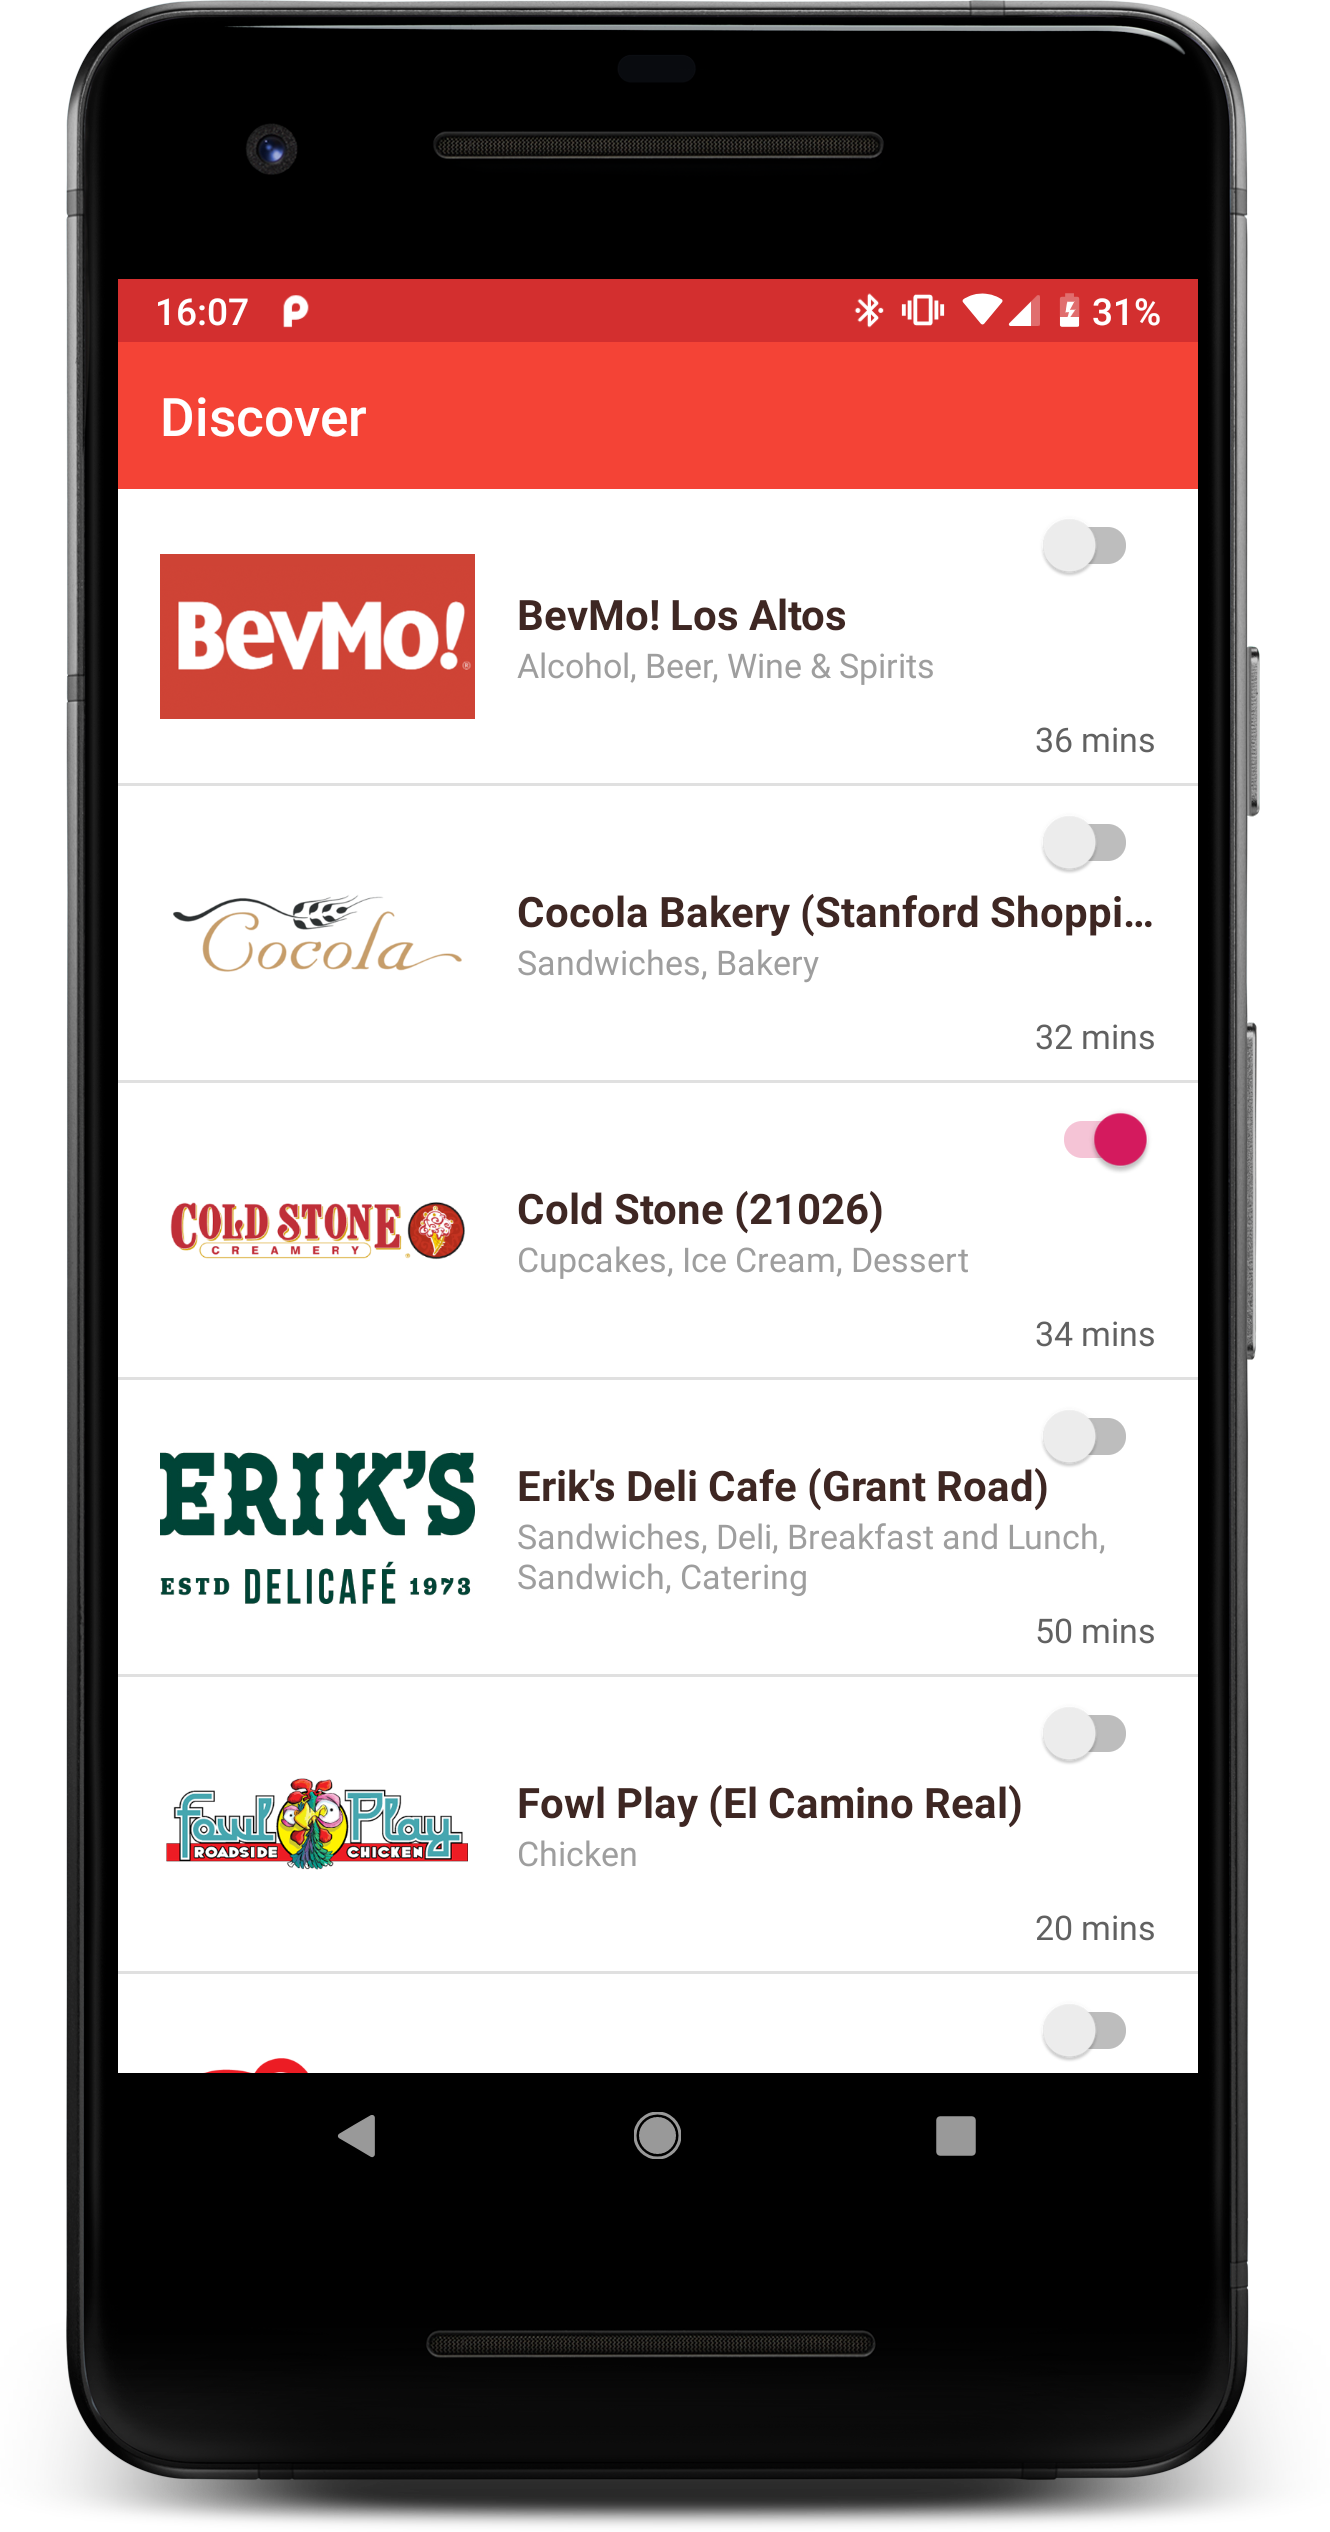 16:07 31%
Discover
BevMo!
BevMo! Los Altos
Alcohol, Beer, Wine & Spirits
36 mins
Cocola
Cocola Bakery (Stanford Shoppi...
Sandwiches, Bakery
32 mins
COLD STONE
CREAMERY
Cold Stone (21026)
Cupcakes, Ice Cream, Dessert
34 mins
ERIK'S
ESTD DELICAFÉ 1973
Erik's Deli Cafe (Grant Road)
Sandwiches, Deli, Breakfast and Lunch,
Sandwich, Catering
50 mins
Fowl Play
ROADSIDE CHICKEN
Fowl Play (El Camino Real)
Chicken
20 mins